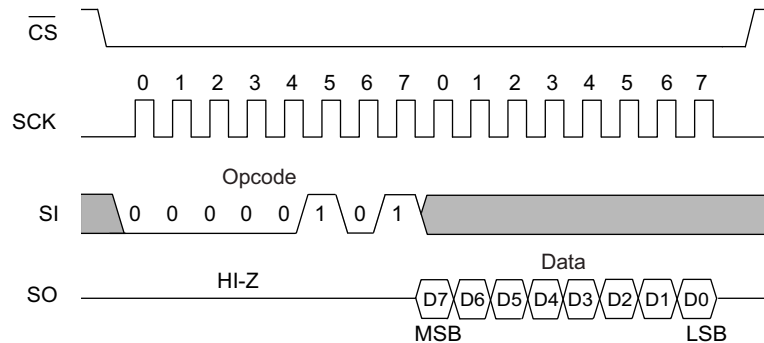 CS
0 1 2 3 4 5 6 7 0 1 2 3 4 5 6 7
SCK
Opcode
SI 0 0 0 0 0 1 0 1
Data
HI-Z
SO D7 D6 D5 D4 D3 D2 D1 D0
MSB LSB